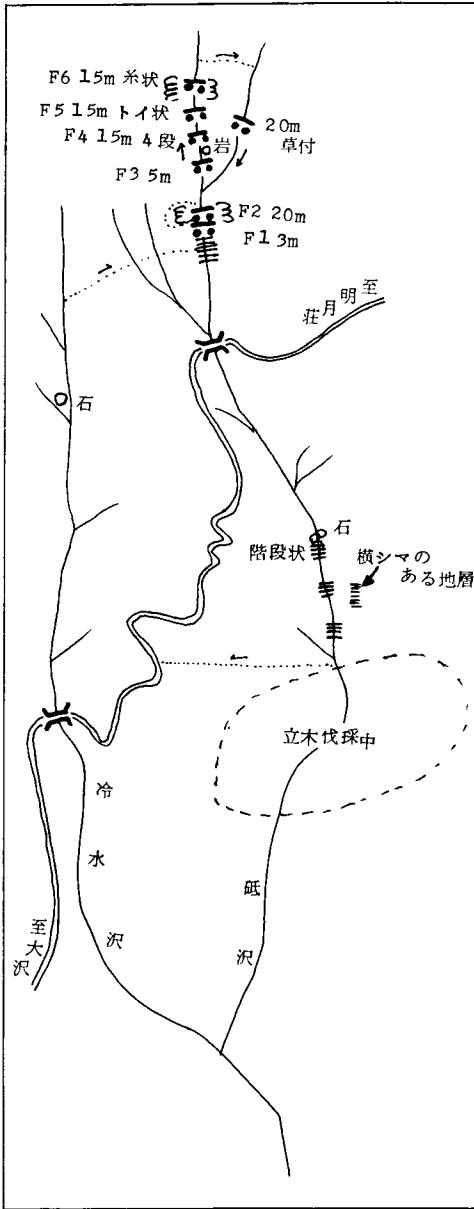 F6 15m 糸状
F5 15m トイ状
F4 15m 4段
岩
F3 5m
20m
草付
F2 20m
F1 3m
至明月荘
石
石
階段状
横シマの
ある地層
立木伐採中
冷水沢
砥沢
至大沢